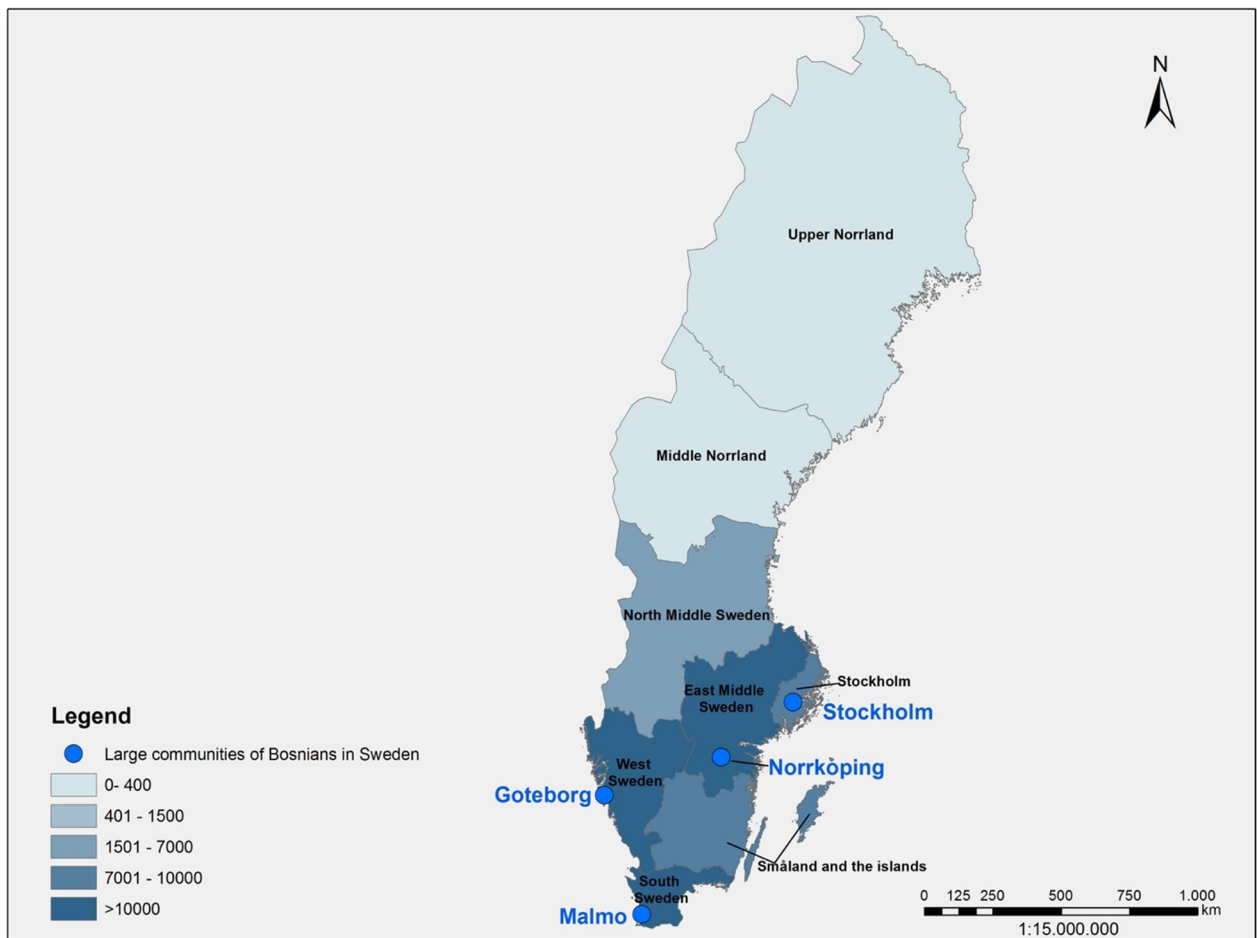 N
Upper Norrland
Middle Norrland
North Middle Sweden
East Middle
Sweden
Stockholm
Stockholm
West
Sweden
Norrkòping
Goteborg
Småland and the islands
South
Sweden
Malmo
Legend
Large communities of Bosnians in Sweden
0- 400
401 - 1500
1501 - 7000
7001 - 10000
>10000
0 125 250 500 750 1.000
km
1:15.000.000